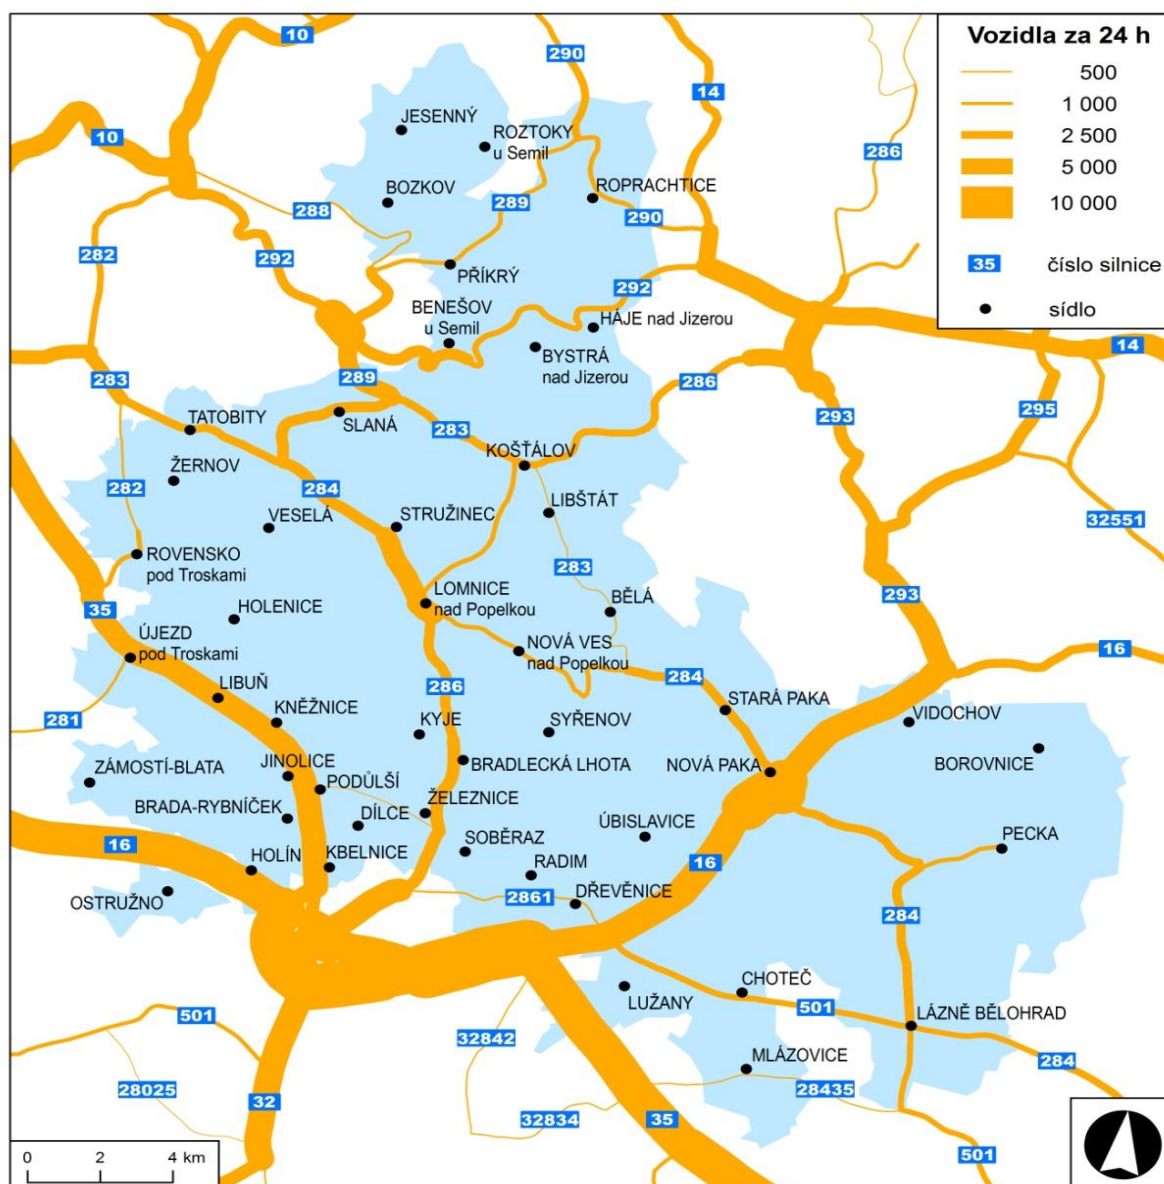 Vozidla za 24 h
500
1 000
2 500
5 000
10 000
35 číslo silnice
sídlo
10
290
14
10
286
JESENNÝ
ROZTOKY
u Semil
BOZKOV
289
ROPRACHTICE
288
290
282
292
PŘÍKRÝ
292
BENEŠOV
u Semil
HÁJE nad Jizerou
BYSTRÁ
nad Jizerou
14
283
289
286
TATOBITY
SLANÁ
283
293
295
KOŠŤÁLOV
ŽERNOV
282
284
LIBŠTÁT
VESELÁ
STRUŽINEC
32551
ROVENSKO
pod Troskami
283
LOMNICE
nad Popelkou
BĚLÁ
293
35
HOLENICE
ÚJEZD
pod Troskami
NOVÁ VES
nad Popelkou
16
284
LIBUŇ
286
STARÁ PAKA
281
KNĚŽNICE
KYJE
SYŘENOV
VIDOCHOV
ZÁMOSTÍ-BLATA
JINOLICE
BRADLECKÁ LHOTA
NOVÁ PAKA
BOROVNICE
PODŮLŠÍ
BRADA-RYBNÍČEK
DÍLCE
ŽELEZNICE
ÚBISLAVICE
PECKA
16
SOBĚRAZ
16
HOLÍN
KBELNICE
RADIM
OSTRUŽNO
2861
DŘEVĚNICE
284
LUŽANY
CHOTEČ
501
LÁZNĚ BĚLOHRAD
501
32842
MLÁZOVICE
284
28025
28435
32
32834
35
501
0 2 4 km